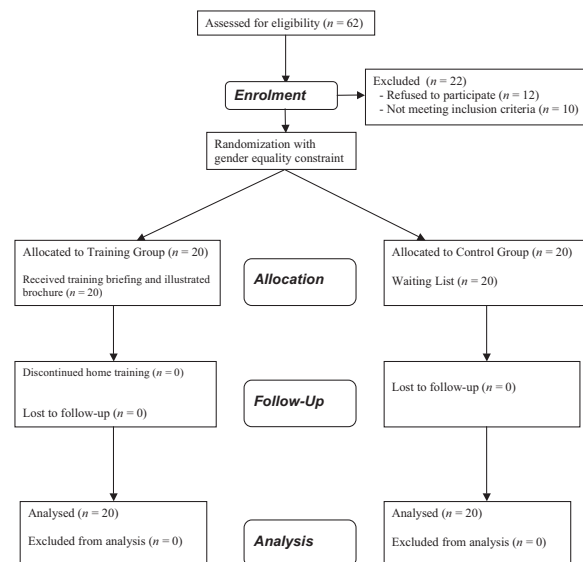 Assessed for eligibility (n = 62)
Enrolment
Excluded (n = 22)
- Refused to participate (n = 12)
- Not meeting inclusion criteria (n = 10)
Randomization with
gender equality constraint
Allocated to Training Group (n = 20)
Received training briefing and illustrated
brochure (n = 20)
Allocation
Allocated to Control Group (n = 20)
Waiting List (n = 20)
Discontinued home training (n = 0)
Lost to follow-up (n = 0)
Follow-Up
Lost to follow-up (n = 0)
Analysed (n = 20)
Excluded from analysis (n = 0)
Analysis
Analysed (n = 20)
Excluded from analysis (n = 0)